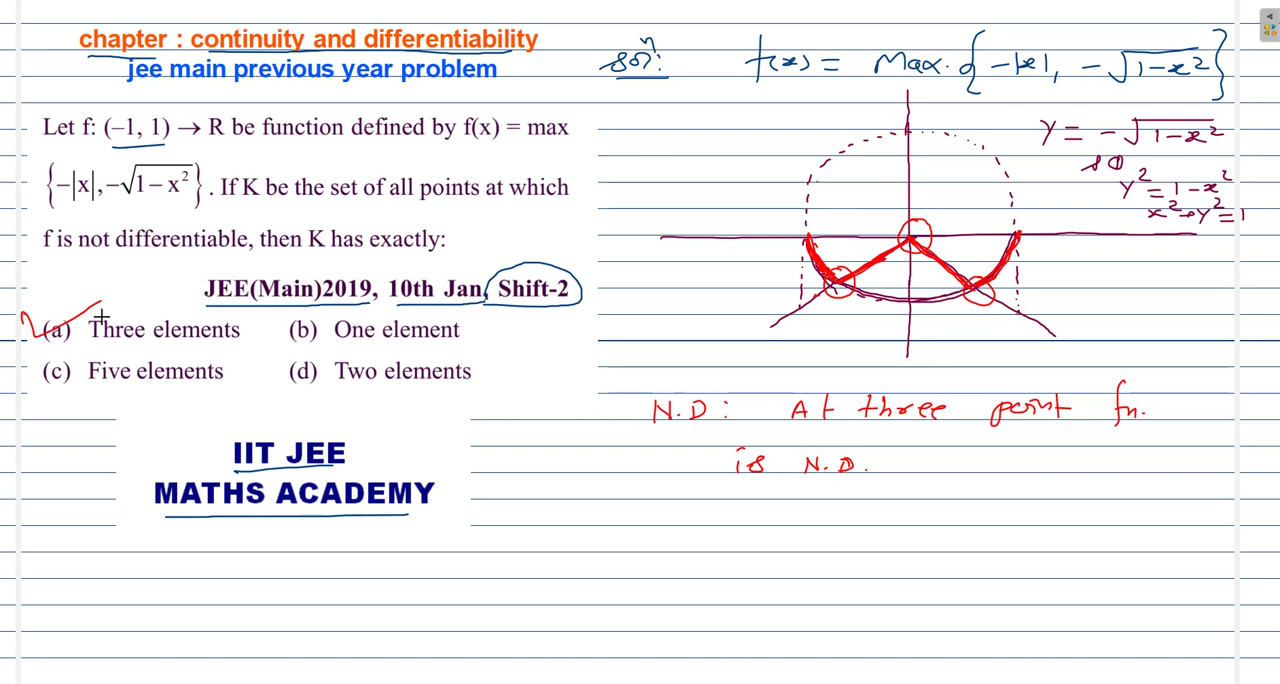 chapter : continuity and differentiability
jee main previous year problem
Let f: (–1, 1) → R be function defined by f(x) = max
{–|x|, –√(1 – x²)}. If K be the set of all points at which
f is not differentiable, then K has exactly:
JEE(Main)2019, 10th Jan, Shift-2
(a) Three elements (b) One element
(c) Five elements (d) Two elements
IIT JEE
MATHS ACADEMY
Solⁿ: f(x) = Max. {-|x|, -√(1-x²)}
y = -√(1-x²)
so
y² = 1-x²
x²+y²=1
N.D: At three point fn.
is N.D.